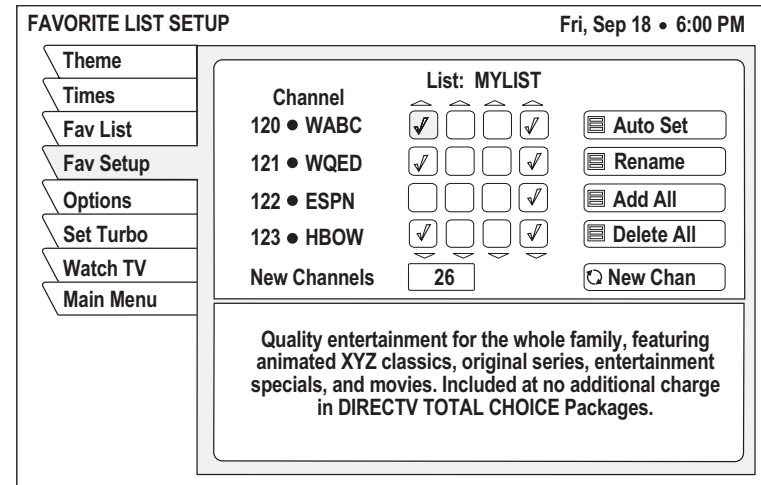 FAVORITE LIST SETUP
Fri, Sep 18 • 6:00 PM
Theme
Times
Fav List
Fav Setup
Options
Set Turbo
Watch TV
Main Menu
List: MYLIST
Channel
120 • WABC
Auto Set
121 • WQED
Rename
122 • ESPN
Add All
123 • HBOW
Delete All
New Channels
26
New Chan
Quality entertainment for the whole family, featuring
animated XYZ classics, original series, entertainment
specials, and movies. Included at no additional charge
in DIRECTV TOTAL CHOICE Packages.